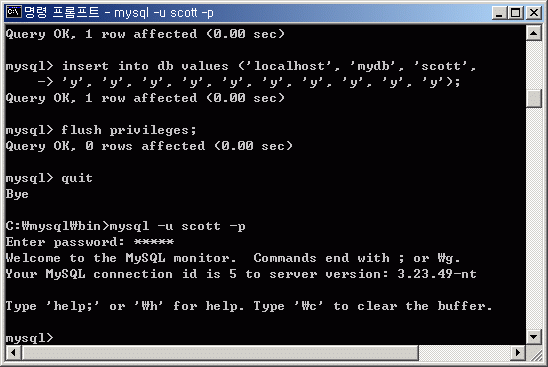 명령 프롬프트 - mysql -u scott -p
Query OK, 1 row affected (0.00 sec)
mysql> insert into db values ('localhost', 'mydb', 'scott',
-> 'y', 'y', 'y', 'y', 'y', 'y', 'y', 'y', 'y', 'y');
Query OK, 1 row affected (0.00 sec)
mysql> flush privileges;
Query OK, 0 rows affected (0.00 sec)
mysql> quit
Bye
C:₩mysql₩bin>mysql -u scott -p
Enter password: *****
Welcome to the MySQL monitor.  Commands end with ; or ₩g.
Your MySQL connection id is 5 to server version: 3.23.49-nt
Type 'help;' or '₩h' for help. Type '₩c' to clear the buffer.
mysql>